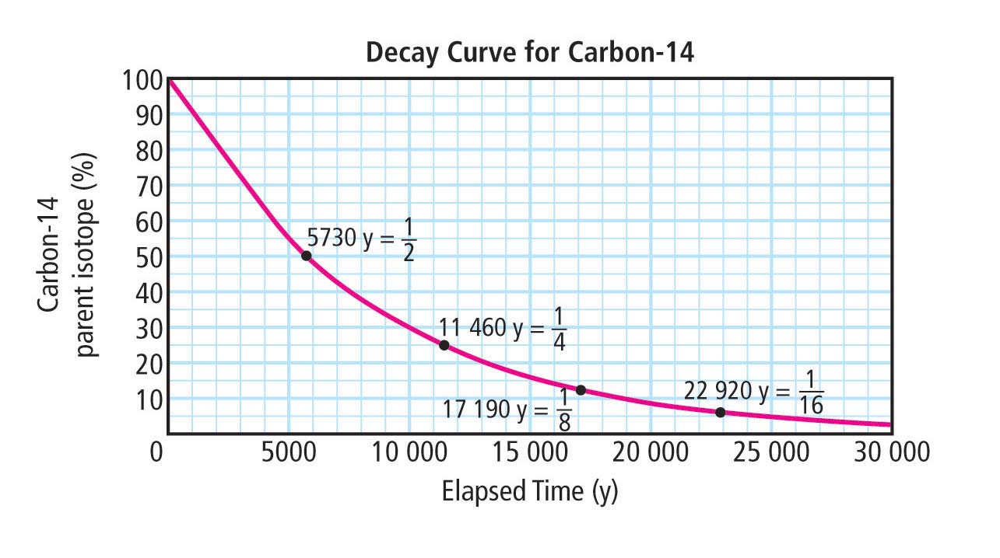 Decay Curve for Carbon-14
Carbon-14
parent isotope (%)
100
90
80
70
60
50
40
30
20
10
5730 y = 1/2
11 460 y = 1/4
17 190 y = 1/8
22 920 y = 1/16
0 5000 10 000 15 000 20 000 25 000 30 000
Elapsed Time (y)